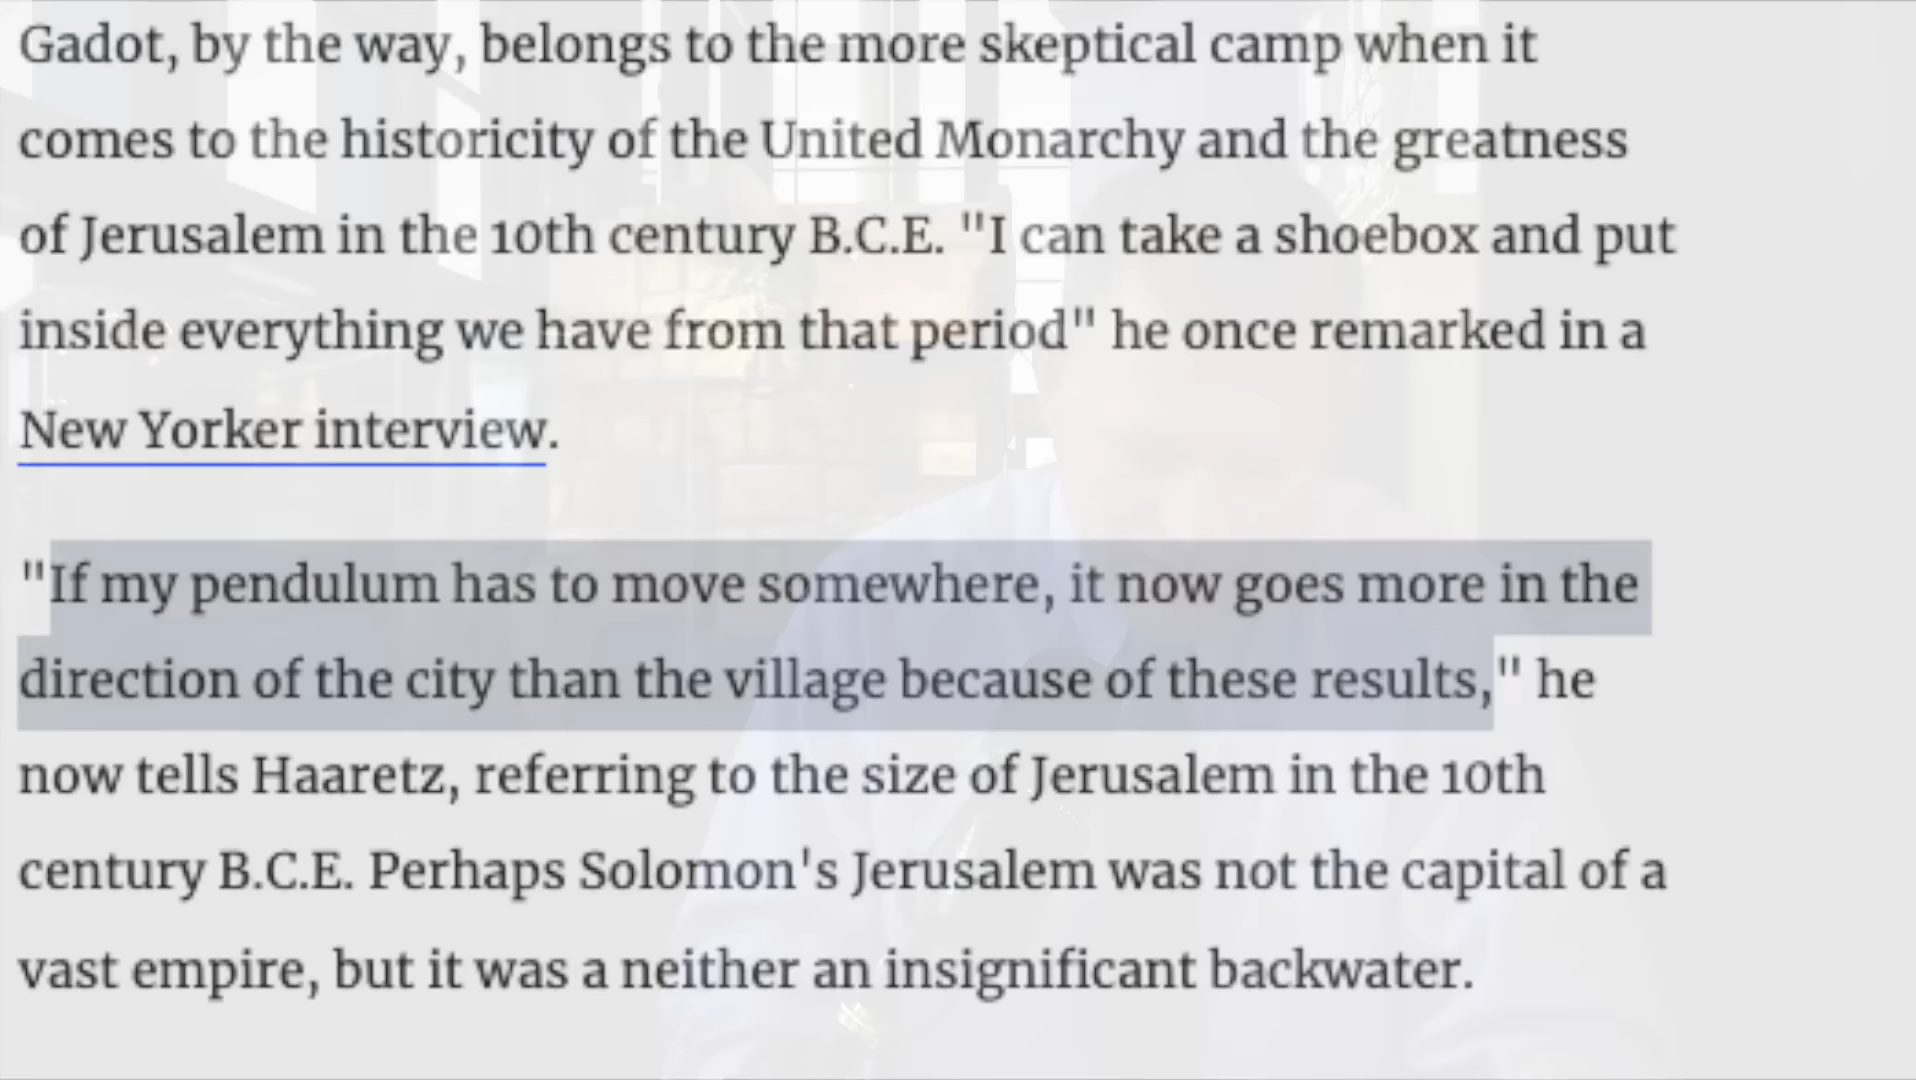 Gadot, by the way, belongs to the more skeptical camp when it
comes to the historicity of the United Monarchy and the greatness
of Jerusalem in the 10th century B.C.E. "I can take a shoebox and put
inside everything we have from that period" he once remarked in a
New Yorker interview.
"If my pendulum has to move somewhere, it now goes more in the
direction of the city than the village because of these results," he
now tells Haaretz, referring to the size of Jerusalem in the 10th
century B.C.E. Perhaps Solomon's Jerusalem was not the capital of a
vast empire, but it was a neither an insignificant backwater.